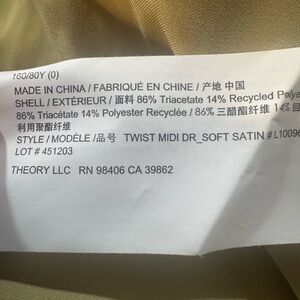 160/80Y (0)
MADE IN CHINA / FABRIQUÉ EN CHINE / 产地 中国
SHELL / EXTÉRIEUR / 面料 86% Triacetate 14% Recycled
86% Triacétate 14% Polyester Recyclée / 86% 三醋酯纤维 14% 回
利用聚酯纤维
STYLE / MODÈLE /品号 TWIST MIDI DR_SOFT SATIN
LOT # 451203
THEORY LLC RN 98406 CA 39862